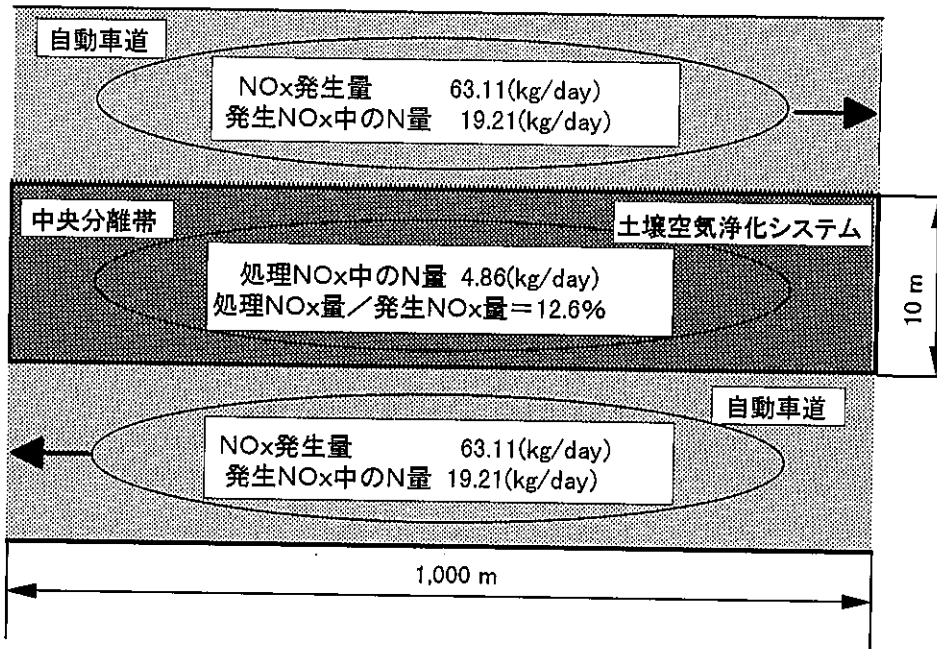 自動車道
NOx発生量 63.11(kg/day)
発生NOx中のN量 19.21(kg/day)
中央分離帯
土壌空気浄化システム
処理NOx中のN量 4.86(kg/day)
処理NOx量/発生NOx量=12.6%
10 m
自動車道
NOx発生量 63.11(kg/day)
発生NOx中のN量 19.21(kg/day)
1,000 m